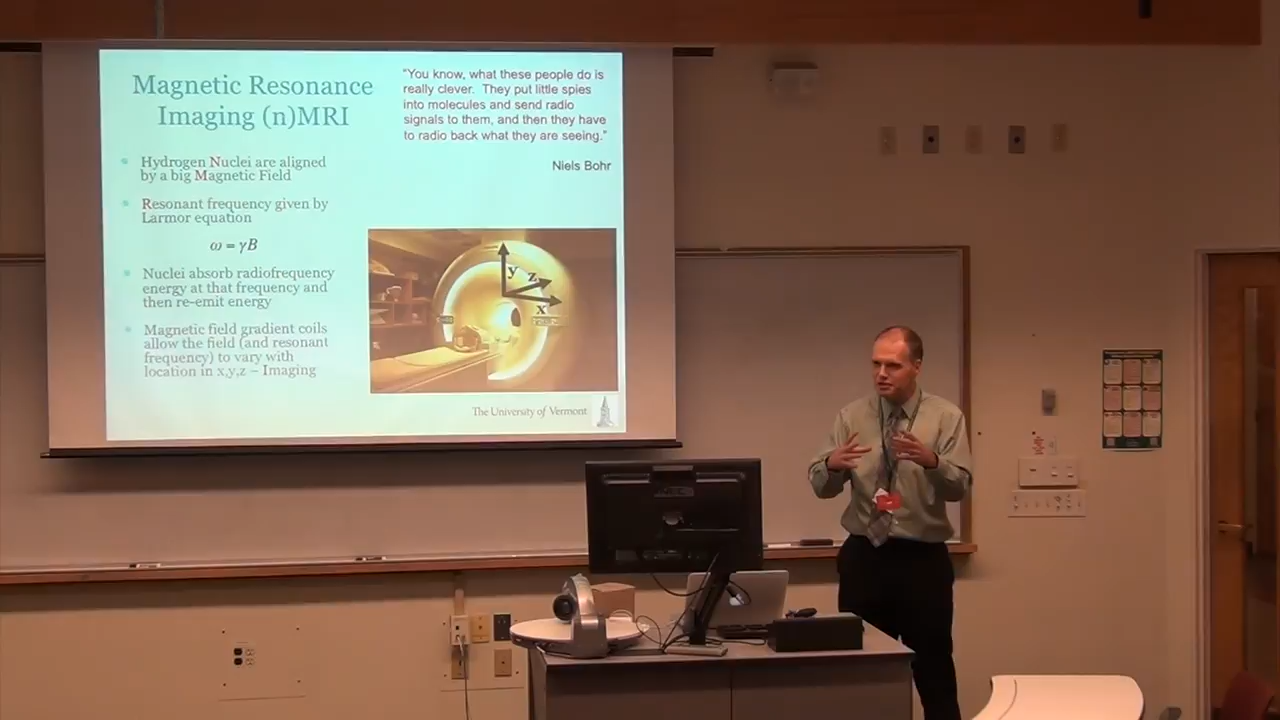 Magnetic Resonance
Imaging (n)MRI
"You know, what these people do is
really clever. They put little spies
into molecules and send radio
signals to them, and then they have
to radio back what they are seeing."
Niels Bohr
Hydrogen Nuclei are aligned
by a big Magnetic Field
Resonant frequency given by
Larmor equation
ω = γB
Nuclei absorb radiofrequency
energy at that frequency and
then re-emit energy
Magnetic field gradient coils
allow the field (and resonant
frequency) to vary with
location in x,y,z – Imaging
y
z
x
The University of Vermont